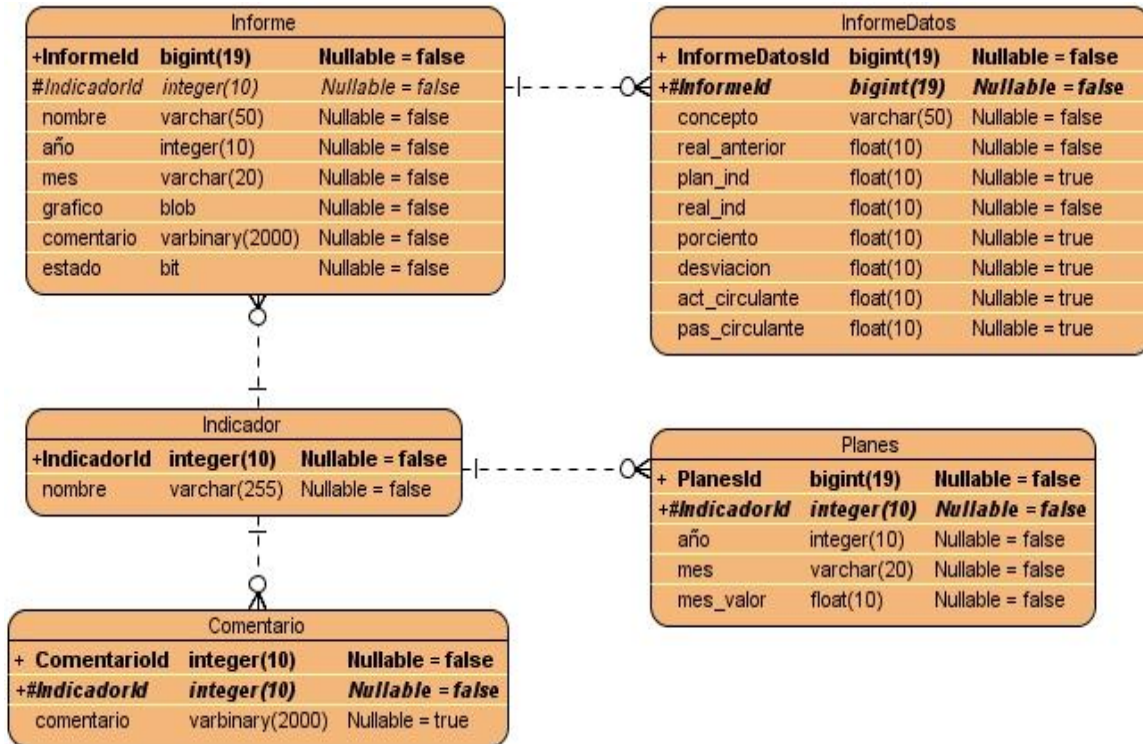 Informe
+InformeId bigint(19) Nullable = false
#IndicadorId integer(10) Nullable = false
nombre varchar(50) Nullable = false
año integer(10) Nullable = false
mes varchar(20) Nullable = false
grafico blob Nullable = false
comentario varbinary(2000) Nullable = false
estado bit Nullable = false
InformeDatos
+ InformeDatosId bigint(19) Nullable = false
+#InformeId bigint(19) Nullable = false
concepto varchar(50) Nullable = false
real_anterior float(10) Nullable = false
plan_ind float(10) Nullable = true
real_ind float(10) Nullable = false
porciento float(10) Nullable = true
desviacion float(10) Nullable = true
act_circulante float(10) Nullable = true
pas_circulante float(10) Nullable = true
Indicador
+IndicadorId integer(10) Nullable = false
nombre varchar(255) Nullable = false
Planes
+ PlanesId bigint(19) Nullable = false
+#IndicadorId integer(10) Nullable = false
año integer(10) Nullable = false
mes varchar(20) Nullable = false
mes_valor float(10) Nullable = false
Comentario
+ ComentarioId integer(10) Nullable = false
+#IndicadorId integer(10) Nullable = false
comentario varbinary(2000) Nullable = true